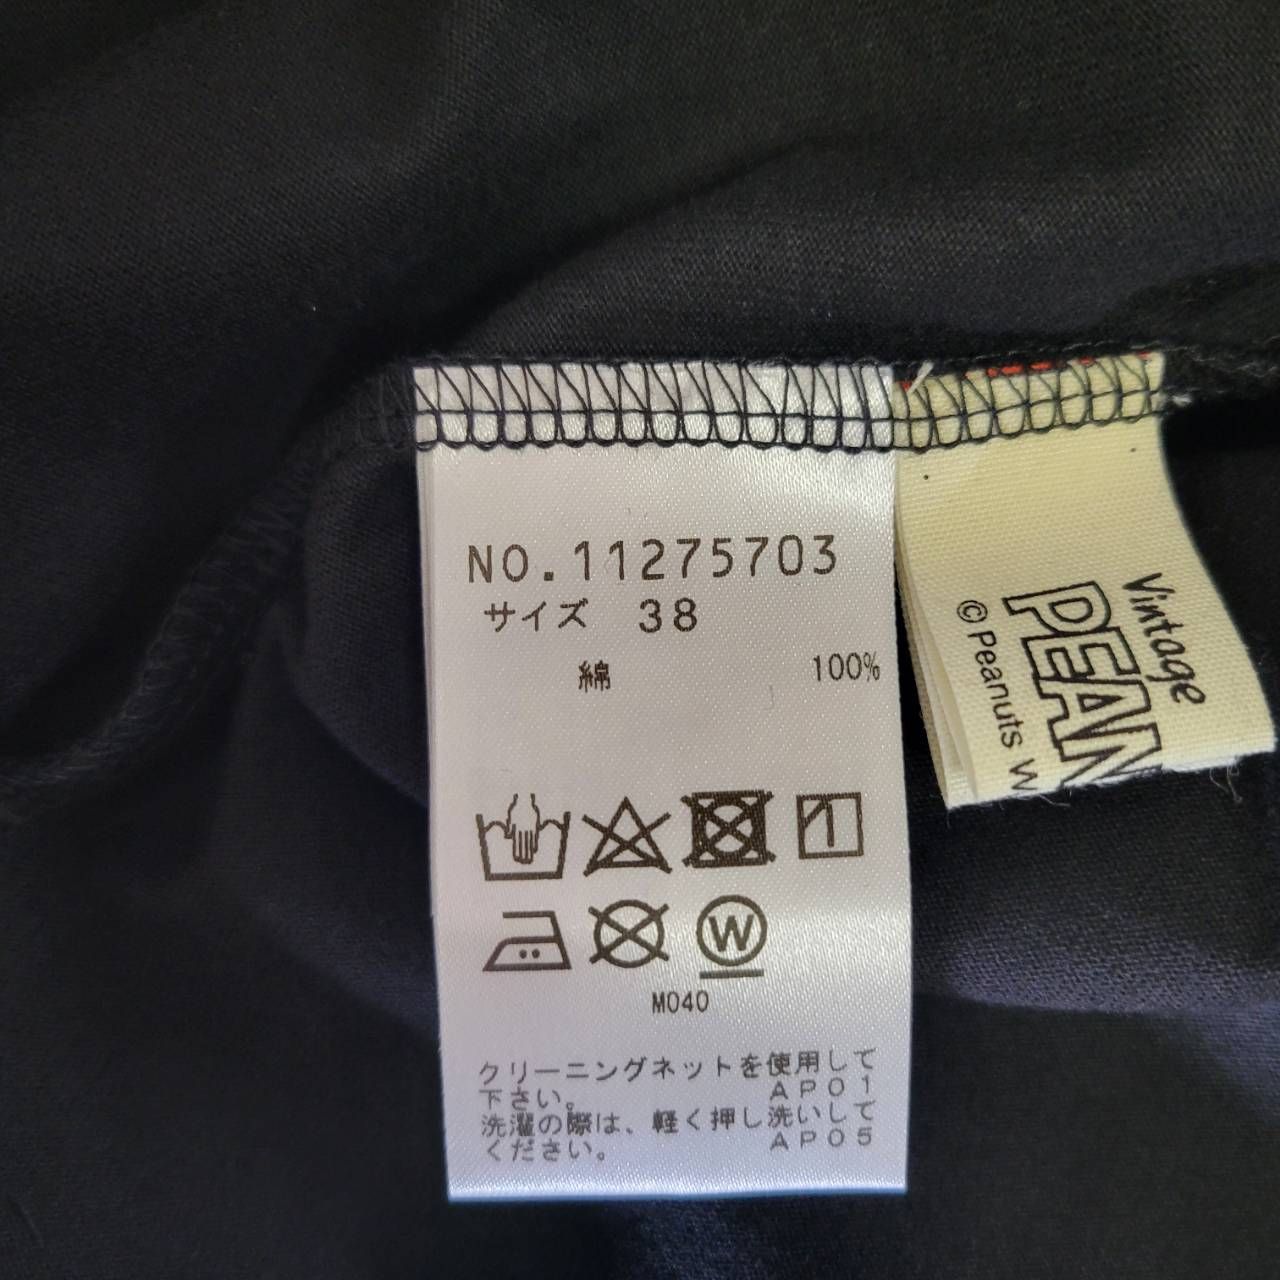 NO.11275703
サイズ 38
綿 100%
M040
クリーニングネットを使用して
下さい。 AP01
洗濯の際は、軽く押し洗いして
ください。 AP05
Vintage
PEAN
© Peanuts W